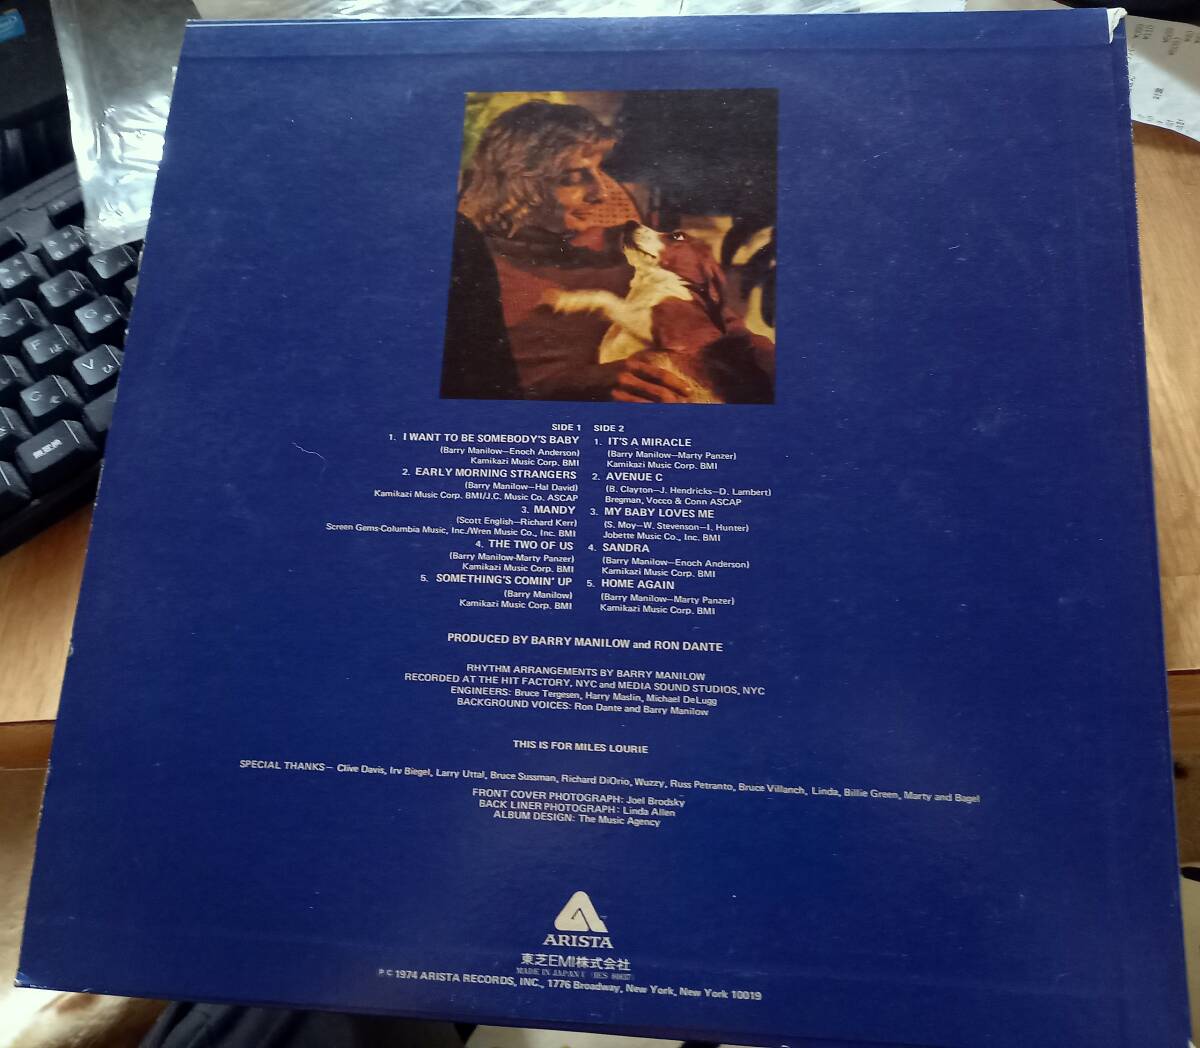 SIDE 1
1. I WANT TO BE SOMEBODY'S BABY
(Barry Manilow—Enoch Anderson)
Kamikazi Music Corp. BMI
2. EARLY MORNING STRANGERS
(Barry Manilow—Hal David)
Kamikazi Music Corp. BMI/J.C. Music Co. ASCAP
3. MANDY
(Scott English—Richard Kerr)
Screen Gems-Columbia Music, Inc./Wren Music Co., Inc. BMI
4. THE TWO OF US
(Barry Manilow-Marty Panzer)
Kamikazi Music Corp. BMI
5. SOMETHING'S COMIN' UP
(Barry Manilow)
Kamikazi Music Corp. BMI
SIDE 2
1. IT'S A MIRACLE
(Barry Manilow—Marty Panzer)
Kamikazi Music Corp. BMI
2. AVENUE C
(B. Clayton—J. Hendricks—D. Lambert)
Bregman, Vocco & Conn ASCAP
3. MY BABY LOVES ME
(S. Moy—W. Stevenson—I. Hunter)
Jobette Music Co., Inc. BMI
4. SANDRA
(Barry Manilow—Enoch Anderson)
Kamikazi Music Corp. BMI
5. HOME AGAIN
(Barry Manilow—Marty Panzer)
Kamikazi Music Corp. BMI
PRODUCED BY BARRY MANILOW and RON DANTE
RHYTHM ARRANGEMENTS BY BARRY MANILOW
RECORDED AT THE HIT FACTORY, NYC and MEDIA SOUND STUDIOS, NYC
ENGINEERS: Bruce Tergesen, Harry Maslin, Michael DeLugg
BACKGROUND VOICES: Ron Dante and Barry Manilow
THIS IS FOR MILES LOURIE
SPECIAL THANKS— Clive Davis, Irv Biegel, Larry Uttal, Bruce Sussman, Richard DiOrio, Wuzzy, Russ Petranto, Bruce Villanch, Linda, Billie Green, Marty and Bagel
FRONT COVER PHOTOGRAPH: Joel Brodsky
BACK LINER PHOTOGRAPH: Linda Allen
ALBUM DESIGN: The Music Agency
ARISTA
東芝EMI株式会社
MADE IN JAPAN
P © 1974 ARISTA RECORDS, INC., 1776 Broadway, New York, New York 10019